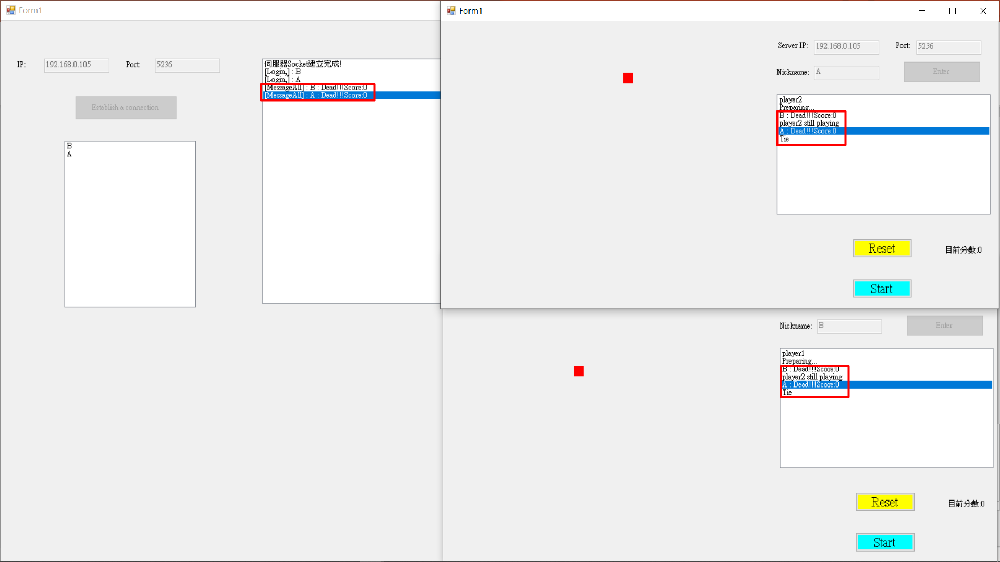 Form1
IP:
192.168.0.105
Port:
5236
Establish a connection
B
A
伺服器Socket建立完成!
[Login,] : B
[Login,] : A
[MessageAll] : B : Dead!!!Score:0
[MessageAll] : A : Dead!!!Score:0
Form1
Server IP:
192.168.0.105
Port:
5236
Nickname:
A
Enter
player2
Preparing...
B : Dead!!!Score:0
player2 still playing
A : Dead!!!Score:0
Tie
Reset
目前分數:0
Start
Nickname:
B
Enter
player1
Preparing...
B : Dead!!!Score:0
player2 still playing
A : Dead!!!Score:0
Tie
Reset
目前分數:0
Start